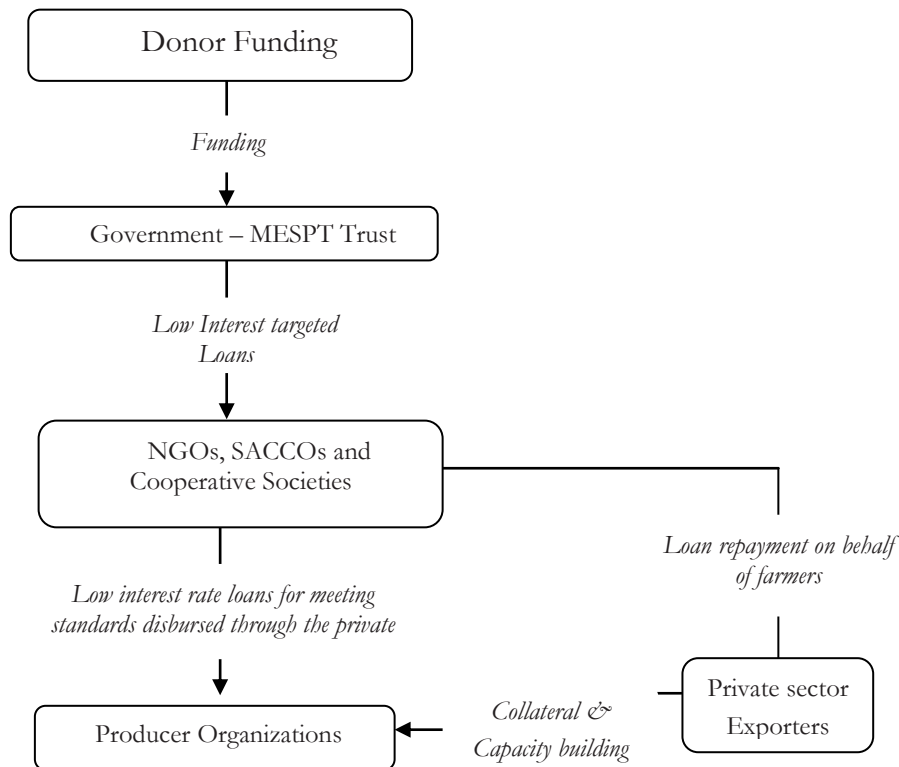 Donor Funding
Funding
Government – MESPT Trust
Low Interest targeted
Loans
NGOs, SACCOs and
Cooperative Societies
Loan repayment on behalf
of farmers
Low interest rate loans for meeting
standards disbursed through the private
Private sector
Exporters
Producer Organizations
Collateral &
Capacity building